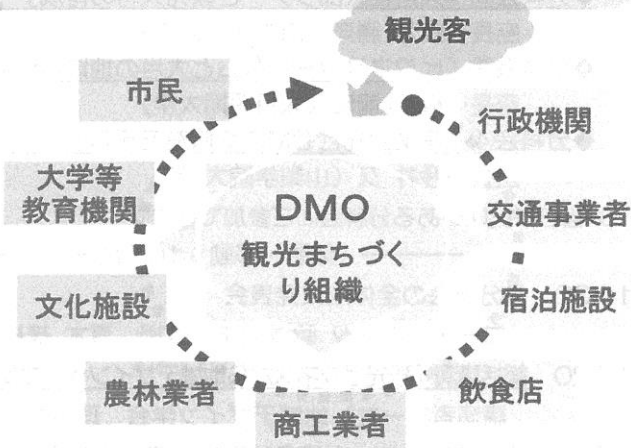 観光客
行政機関
交通事業者
宿泊施設
飲食店
商工業者
農林業者
文化施設
大学等
教育機関
市民
DMO
観光まちづく
り組織